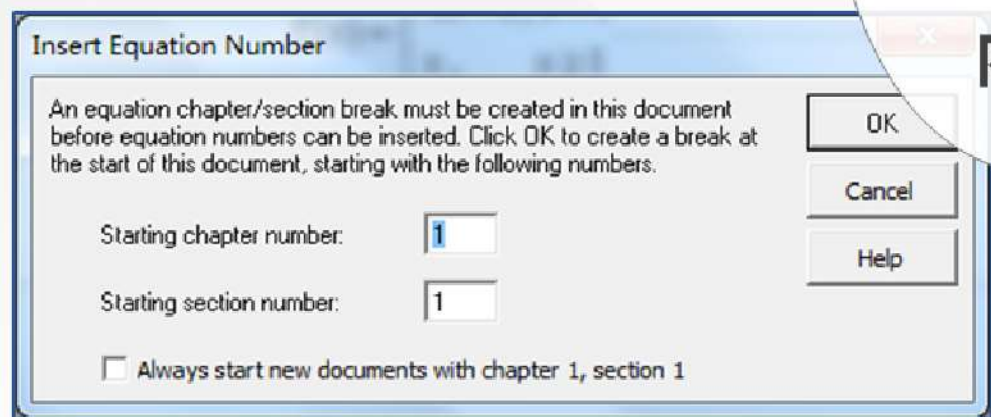 Insert Equation Number
An equation chapter/section break must be created in this document
before equation numbers can be inserted. Click OK to create a break at
the start of this document, starting with the following numbers.
OK
Cancel
Help
Starting chapter number: 1
Starting section number: 1
Always start new documents with chapter 1, section 1